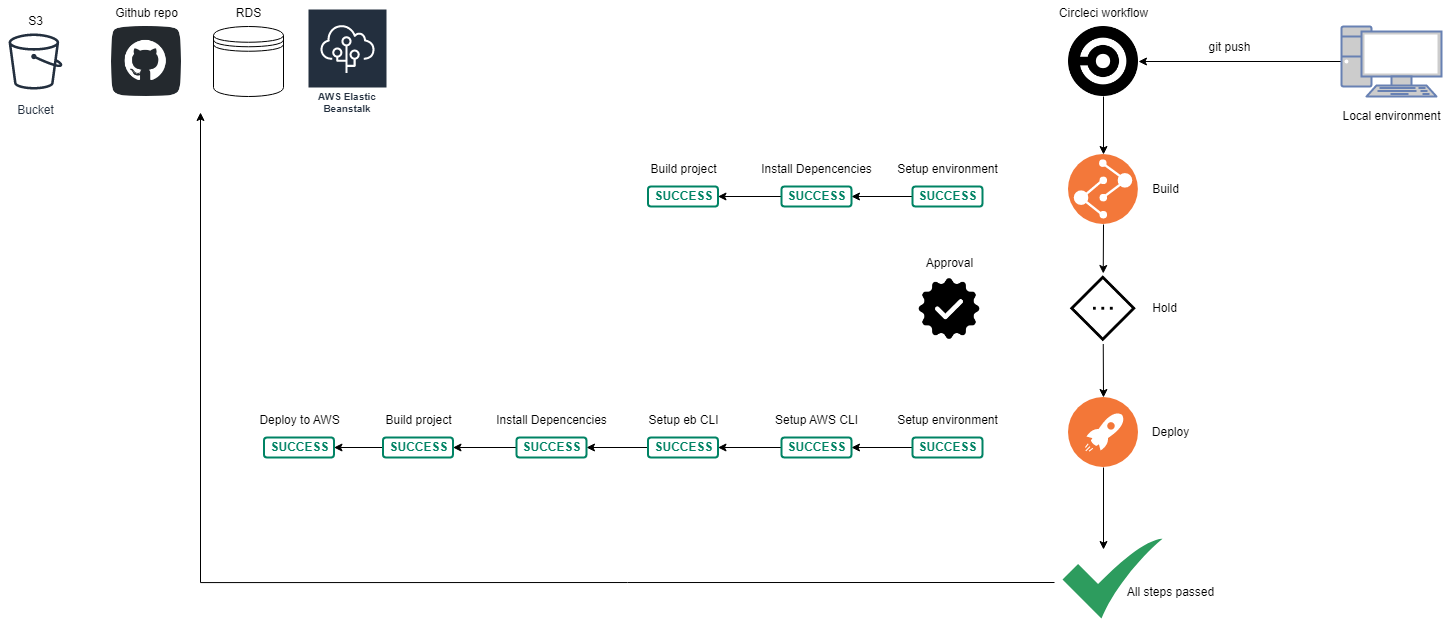 S3
Github repo
RDS
Circleci workflow
git push
Bucket
AWS Elastic
Beanstalk
Local environment
Build project
Install Depencencies
Setup environment
SUCCESS
SUCCESS
SUCCESS
Build
Approval
Hold
Deploy to AWS
Build project
Install Depencencies
Setup eb CLI
Setup AWS CLI
Setup environment
SUCCESS
SUCCESS
SUCCESS
SUCCESS
SUCCESS
SUCCESS
Deploy
All steps passed